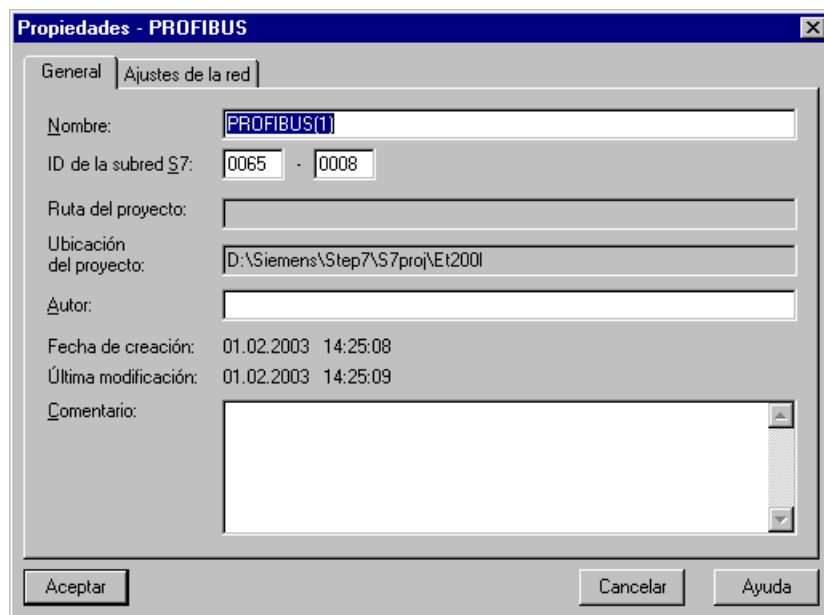 Propiedades - PROFIBUS
General
Ajustes de la red
Nombre: PROFIBUS(1)
ID de la subred S7: 0065 - 0008
Ruta del proyecto:
Ubicación
del proyecto: D:\Siemens\Step7\S7proj\Et200l
Autor:
Fecha de creación: 01.02.2003 14:25:08
Última modificación: 01.02.2003 14:25:09
Comentario:
Aceptar Cancelar Ayuda